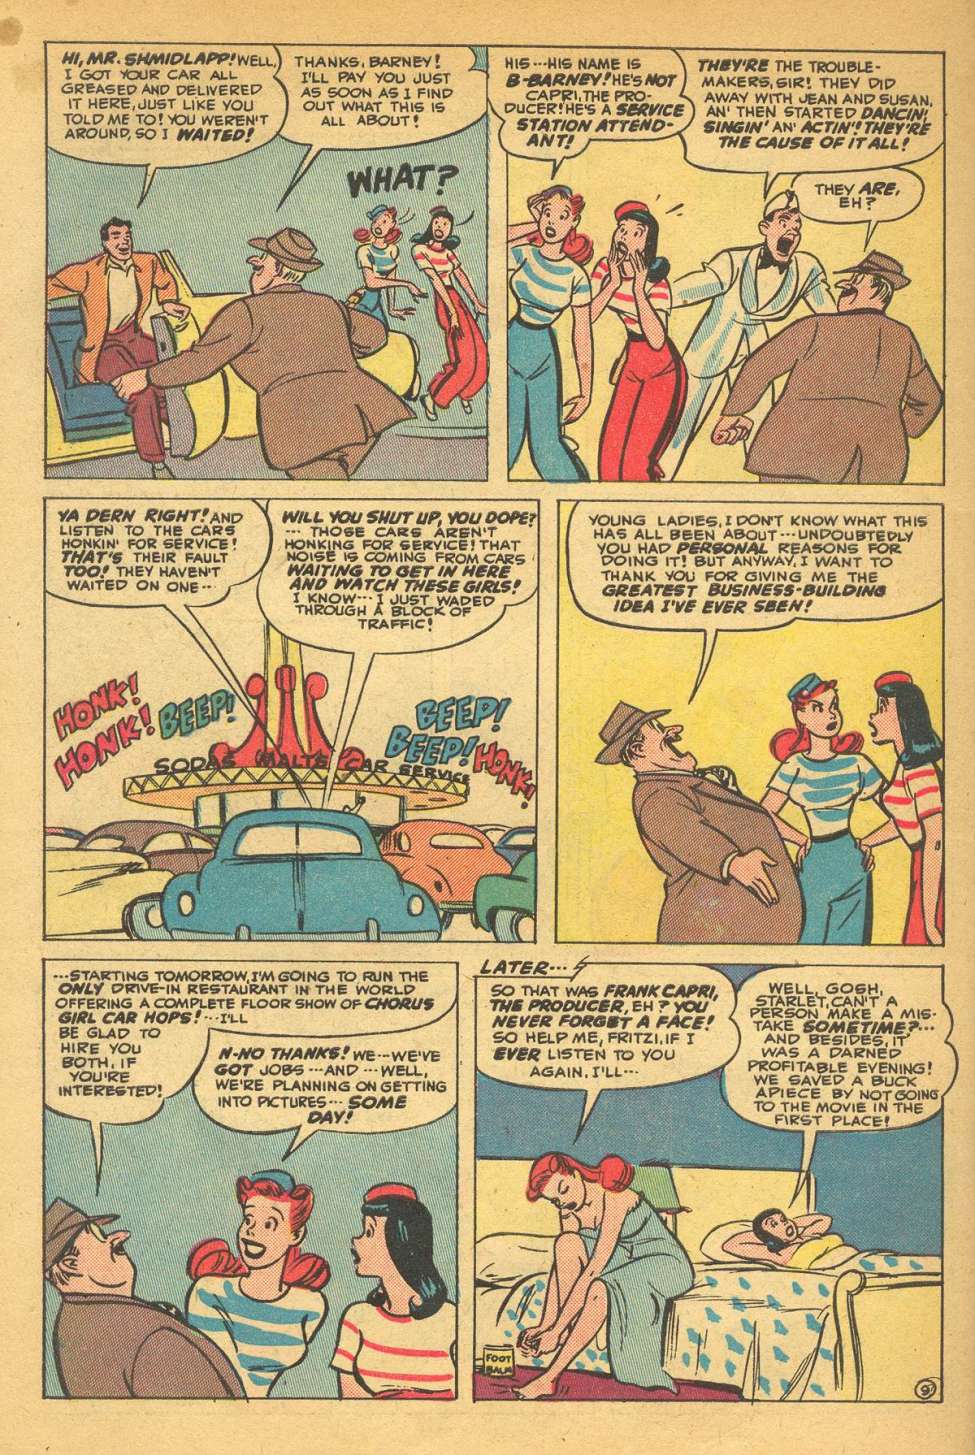 HI, MR. SHMIDLAPP! WELL,
I GOT YOUR CAR ALL
GREASED AND DELIVERED
IT HERE, JUST LIKE YOU
TOLD ME TO! YOU WEREN'T
AROUND, SO I WAITED!
THANKS, BARNEY!
I'LL PAY YOU JUST
AS SOON AS I FIND
OUT WHAT THIS IS
ALL ABOUT!
WHAT?
HIS---HIS NAME IS
B-BARNEY! HE'S NOT
CAPRI, THE PRO-
DUCER! HE'S A SERVICE
STATION ATTEND-
ANT!
THEY'RE THE TROUBLE-
MAKERS, SIR! THEY DID
AWAY WITH JEAN AND SUSAN,
AN' THEN STARTED DANCIN',
SINGIN' AN' ACTIN'! THEY'RE
THE CAUSE OF IT ALL!
THEY ARE,
EH?
YA DERN RIGHT! AND
LISTEN TO THE CARS
HONKIN' FOR SERVICE!
THAT'S THEIR FAULT
TOO! THEY HAVEN'T
WAITED ON ONE--
WILL YOU SHUT UP, YOU DOPE?
--- THOSE CARS AREN'T
HONKING FOR SERVICE! THAT
NOISE IS COMING FROM CARS
WAITING TO GET IN HERE
AND WATCH THESE GIRLS!
I KNOW---I JUST WADED
THROUGH A BLOCK OF
TRAFFIC!
HONK!
HONK!
BEEP!
BEEP!
BEEP!
HONK!
SODAS MALTS CAR SERVICE
YOUNG LADIES, I DON'T KNOW WHAT THIS
HAS ALL BEEN ABOUT---UNDOUBTEDLY
YOU HAD PERSONAL REASONS FOR
DOING IT! BUT ANYWAY, I WANT TO
THANK YOU FOR GIVING ME THE
GREATEST BUSINESS-BUILDING
IDEA I'VE EVER SEEN!
---STARTING TOMORROW, I'M GOING TO RUN THE
ONLY DRIVE-IN RESTAURANT IN THE WORLD
OFFERING A COMPLETE FLOOR SHOW OF CHORUS
GIRL CAR HOPS!---I'LL
BE GLAD TO
HIRE YOU
BOTH, IF
YOU'RE
INTERESTED!
N-NO THANKS! WE---WE'VE
GOT JOBS---AND---WELL,
WE'RE PLANNING ON GETTING
INTO PICTURES--- SOME
DAY!
LATER---
SO THAT WAS FRANK CAPRI,
THE PRODUCER, EH? YOU
NEVER FORGET A FACE!
SO HELP ME, FRITZI, IF I
EVER LISTEN TO YOU
AGAIN, I'LL---
WELL, GOSH,
STARLET, CAN'T A
PERSON MAKE A MIS-
TAKE SOMETIME?---
AND BESIDES, IT
WAS A DARNED
PROFITABLE EVENING!
WE SAVED A BUCK
APIECE BY NOT GOING
TO THE MOVIE IN THE
FIRST PLACE!
FOOT
BALM
9